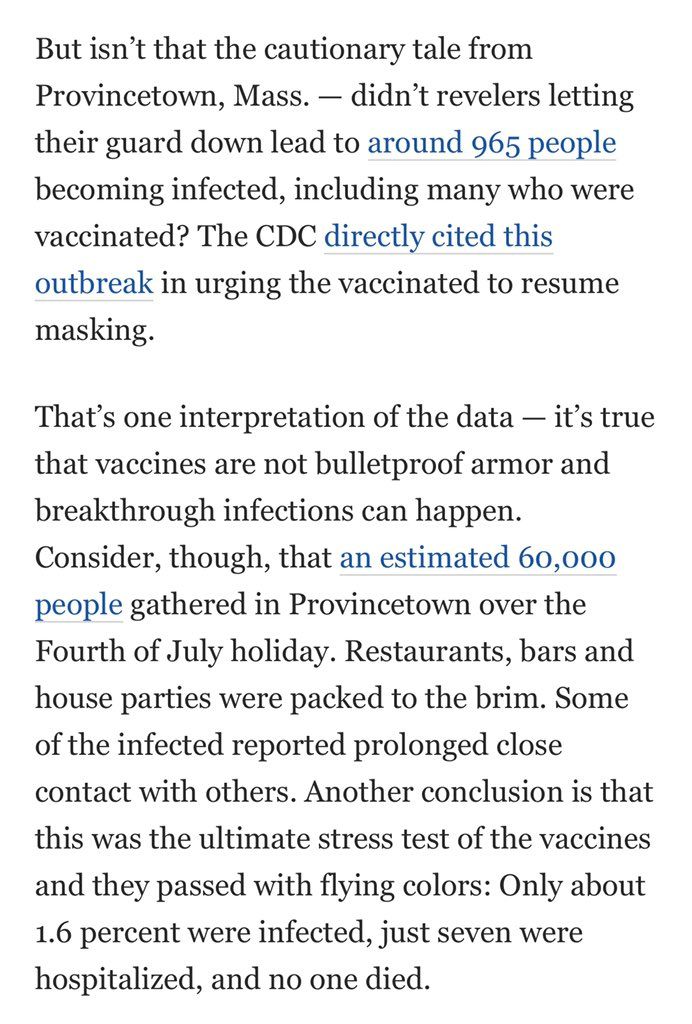 But isn’t that the cautionary tale from
Provincetown, Mass. — didn’t revelers letting
their guard down lead to around 965 people
becoming infected, including many who were
vaccinated? The CDC directly cited this
outbreak in urging the vaccinated to resume
masking.
That’s one interpretation of the data — it’s true
that vaccines are not bulletproof armor and
breakthrough infections can happen.
Consider, though, that an estimated 60,000
people gathered in Provincetown over the
Fourth of July holiday. Restaurants, bars and
house parties were packed to the brim. Some
of the infected reported prolonged close
contact with others. Another conclusion is that
this was the ultimate stress test of the vaccines
and they passed with flying colors: Only about
1.6 percent were infected, just seven were
hospitalized, and no one died.